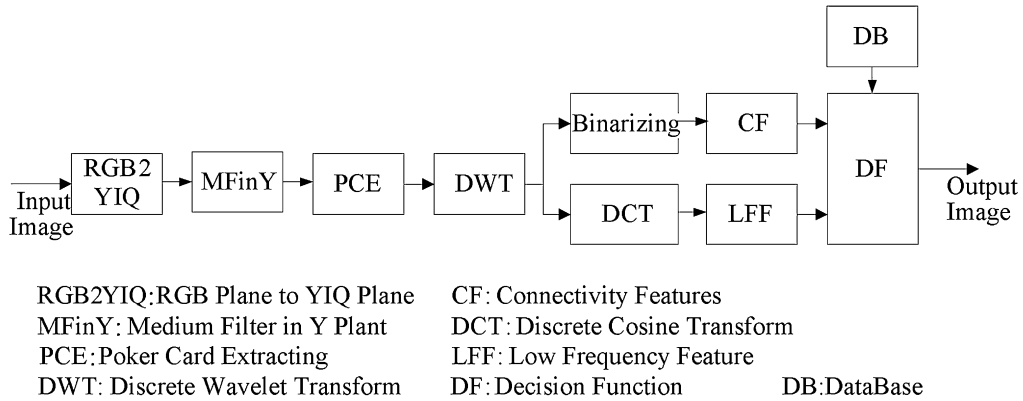 DB
Binarizing
CF
RGB2
YIQ
MFinY
PCE
DWT
DF
Input
Image
DCT
LFF
Output
Image
RGB2YIQ:RGB Plane to YIQ Plane
CF: Connectivity Features
MFinY: Medium Filter in Y Plant
DCT: Discrete Cosine Transform
PCE:Poker Card Extracting
LFF: Low Frequency Feature
DWT: Discrete Wavelet Transform
DF:Decision Function
DB:DataBase